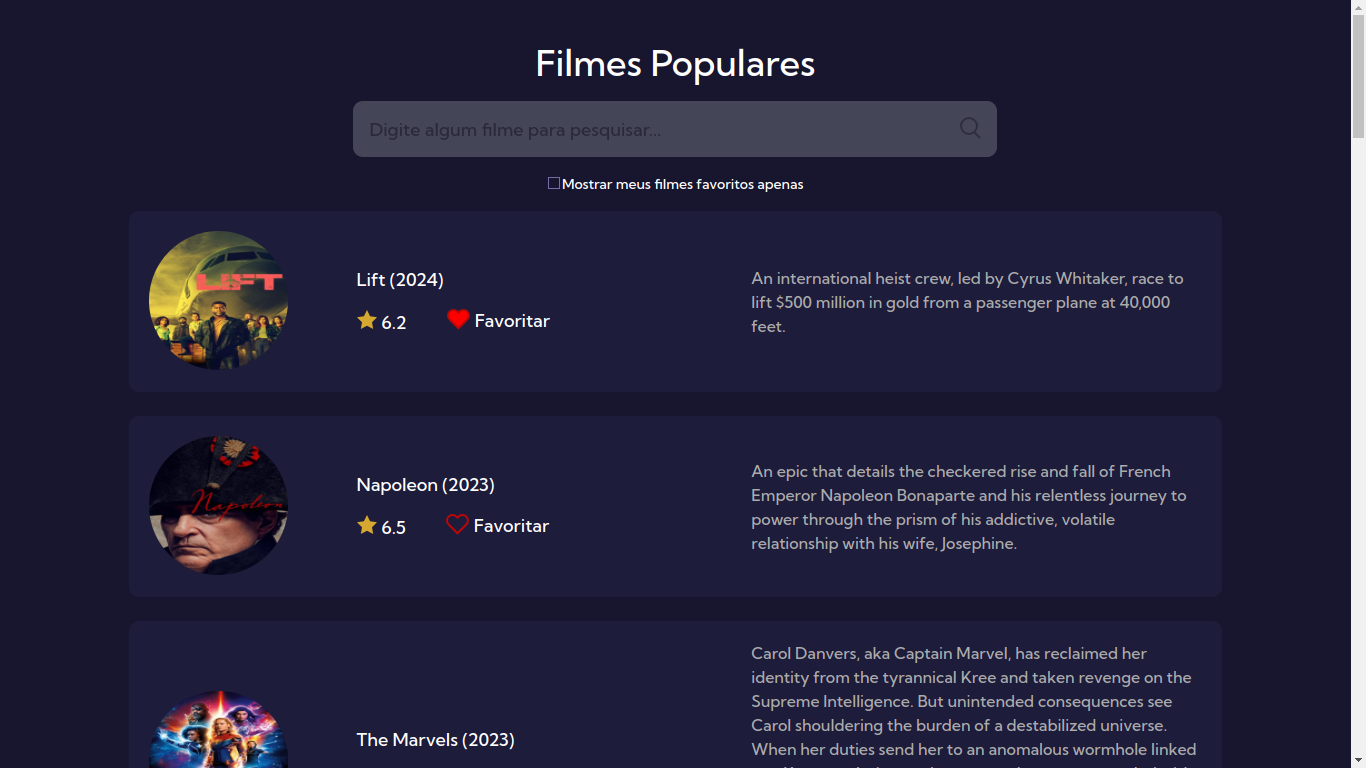 Filmes Populares
Digite algum filme para pesquisar...
Mostrar meus filmes favoritos apenas
LIFT
Lift (2024)
6.2
Favoritar
An international heist crew, led by Cyrus Whitaker, race to
lift $500 million in gold from a passenger plane at 40,000
feet.
Napoleon
Napoleon (2023)
6.5
Favoritar
An epic that details the checkered rise and fall of French
Emperor Napoleon Bonaparte and his relentless journey to
power through the prism of his addictive, volatile
relationship with his wife, Josephine.
The Marvels (2023)
Carol Danvers, aka Captain Marvel, has reclaimed her
identity from the tyrannical Kree and taken revenge on the
Supreme Intelligence. But unintended consequences see
Carol shouldering the burden of a destabilized universe.
When her duties send her to an anomalous wormhole linked